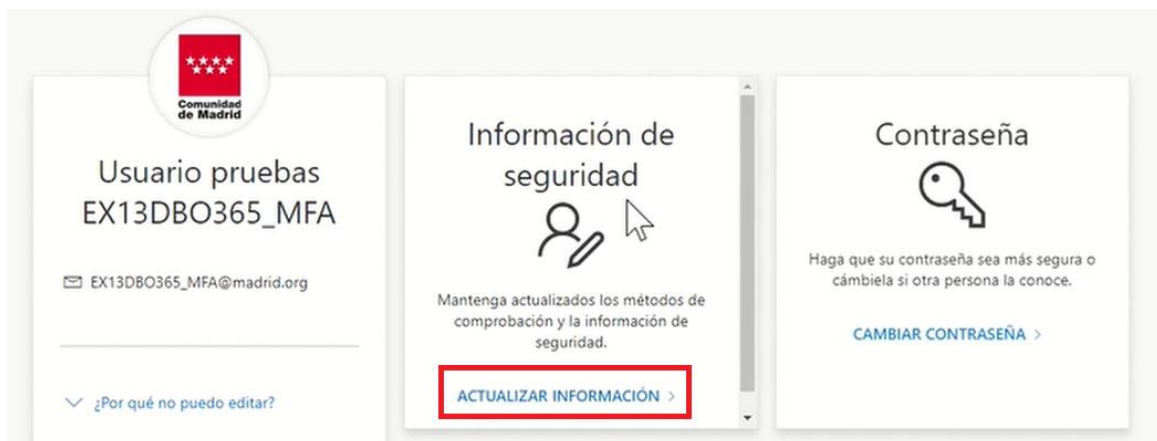 Comunidad
de Madrid
Usuario pruebas
EX13DBO365_MFA
EX13DBO365_MFA@madrid.org
¿Por qué no puedo editar?
Información de
seguridad
Mantenga actualizados los métodos de
comprobación y la información de
seguridad.
ACTUALIZAR INFORMACIÓN >
Contraseña
Haga que su contraseña sea más segura o
cámbiela si otra persona la conoce.
CAMBIAR CONTRASEÑA >